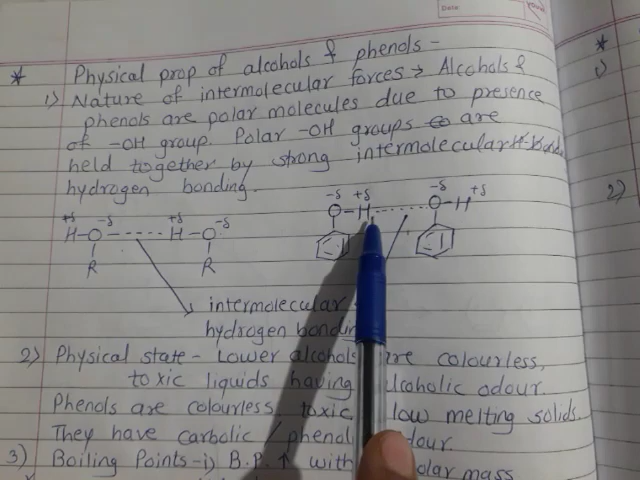 Date
* Physical prop of alcohols & phenols -
1) Nature of intermolecular forces → Alcohols &
phenols are polar molecules due to presence
of -OH group. Polar -OH groups are
held together by strong intermolecular
hydrogen bonding.
+δ -δ +δ -δ
H-O ----- H-O
R R
-δ +δ -δ +δ
O-H ------ O-H
intermolecular
hydrogen bondin
2) Physical state - Lower alcohols are colourless,
toxic liquids having alcoholic odour.
Phenols are colourless, toxic low melting solids.
They have carbolic / phenol odour.
3) Boiling Points - i) B.P. ↑ with olar mass
*
1)
2)